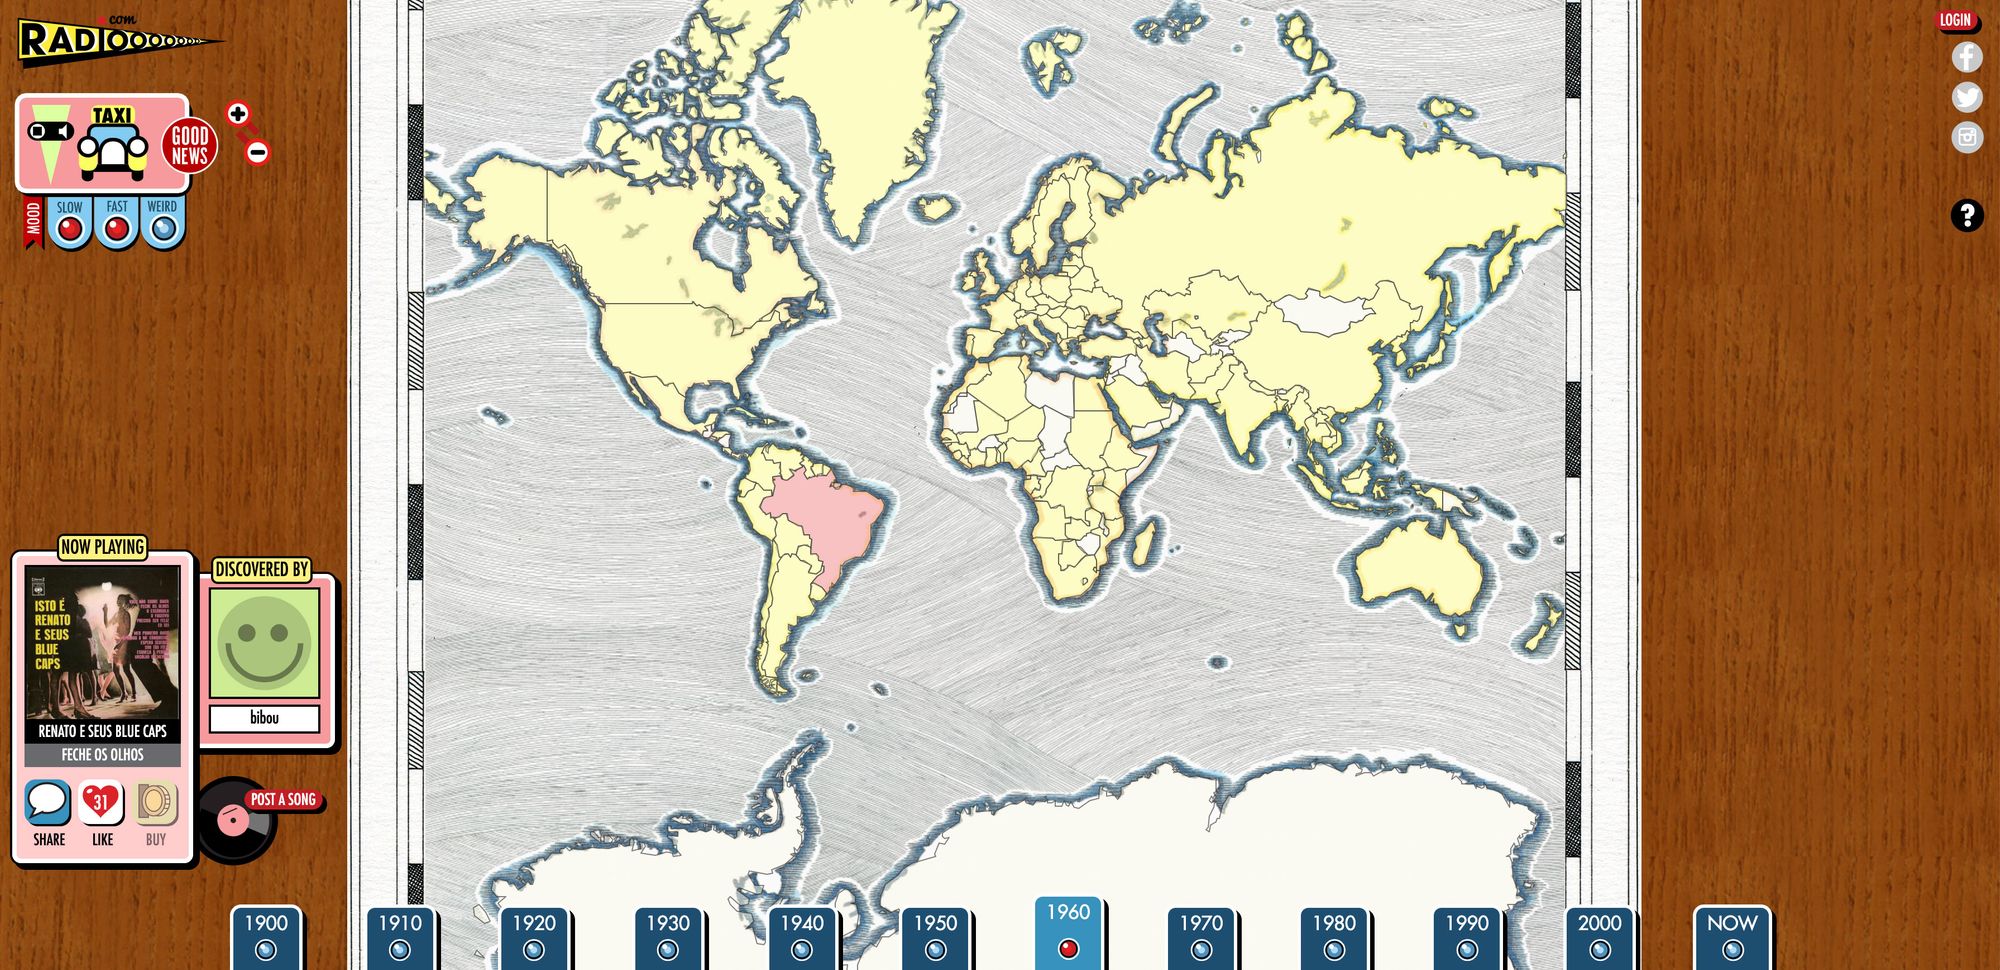 RADIOOOOOO
.com
LOGIN
TAXI
GOOD
NEWS
MOOD
SLOW
FAST
WEIRD
?
NOW PLAYING
ISTO É
RENATO
E SEUS
BLUE
CAPS
RENATO E SEUS BLUE CAPS
FECHE OS OLHOS
31
SHARE
LIKE
BUY
DISCOVERED BY
bibou
POST A SONG
1900
1910
1920
1930
1940
1950
1960
1970
1980
1990
2000
NOW